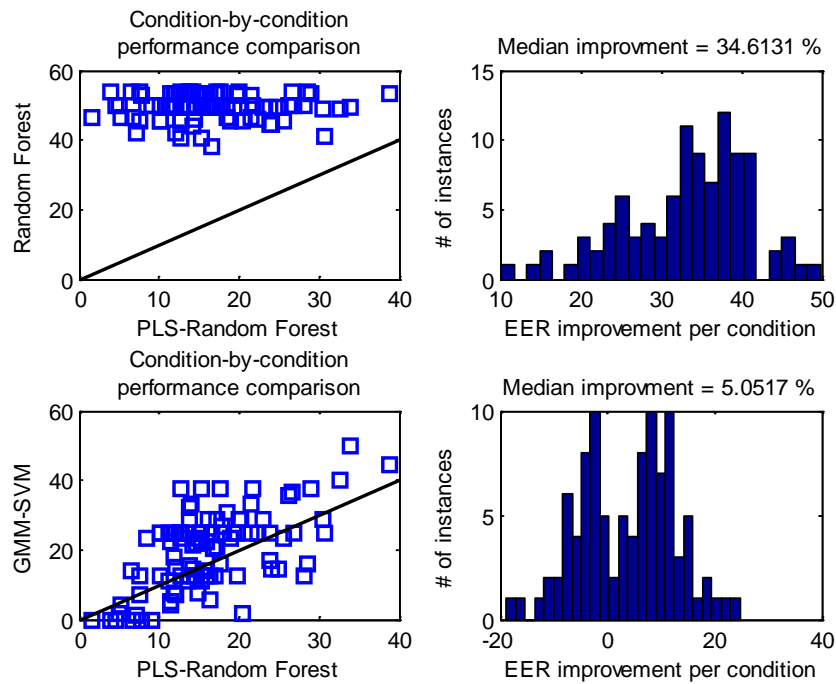 Condition-by-condition
performance comparison
60
40
20
0
Random Forest
0 10 20 30 40
PLS-Random Forest
Median improvment = 34.6131 %
15
10
5
0
# of instances
10 20 30 40 50
EER improvement per condition
Condition-by-condition
performance comparison
60
40
20
0
GMM-SVM
0 10 20 30 40
PLS-Random Forest
Median improvment = 5.0517 %
10
5
0
# of instances
-20 0 20 40
EER improvement per condition